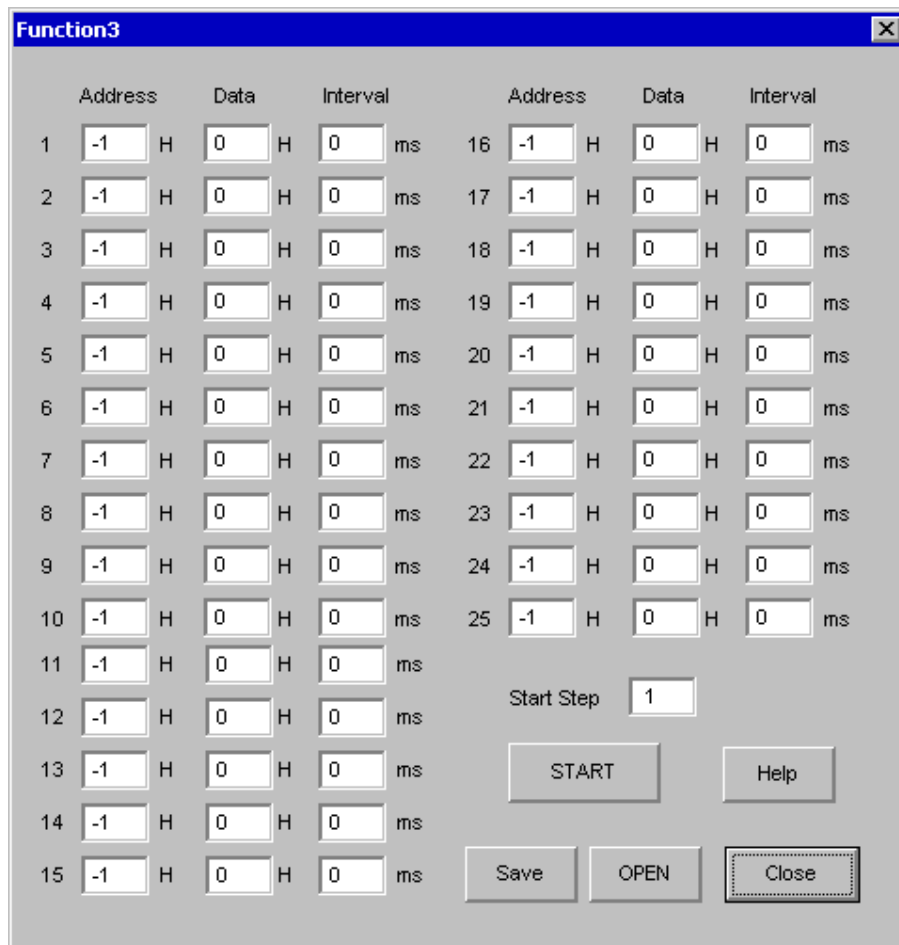 Function3
Address Data Interval Address Data Interval
1 -1 H 0 H 0 ms 16 -1 H 0 H 0 ms
2 -1 H 0 H 0 ms 17 -1 H 0 H 0 ms
3 -1 H 0 H 0 ms 18 -1 H 0 H 0 ms
4 -1 H 0 H 0 ms 19 -1 H 0 H 0 ms
5 -1 H 0 H 0 ms 20 -1 H 0 H 0 ms
6 -1 H 0 H 0 ms 21 -1 H 0 H 0 ms
7 -1 H 0 H 0 ms 22 -1 H 0 H 0 ms
8 -1 H 0 H 0 ms 23 -1 H 0 H 0 ms
9 -1 H 0 H 0 ms 24 -1 H 0 H 0 ms
10 -1 H 0 H 0 ms 25 -1 H 0 H 0 ms
11 -1 H 0 H 0 ms
Start Step 1
12 -1 H 0 H 0 ms
13 -1 H 0 H 0 ms START Help
14 -1 H 0 H 0 ms
15 -1 H 0 H 0 ms Save OPEN Close